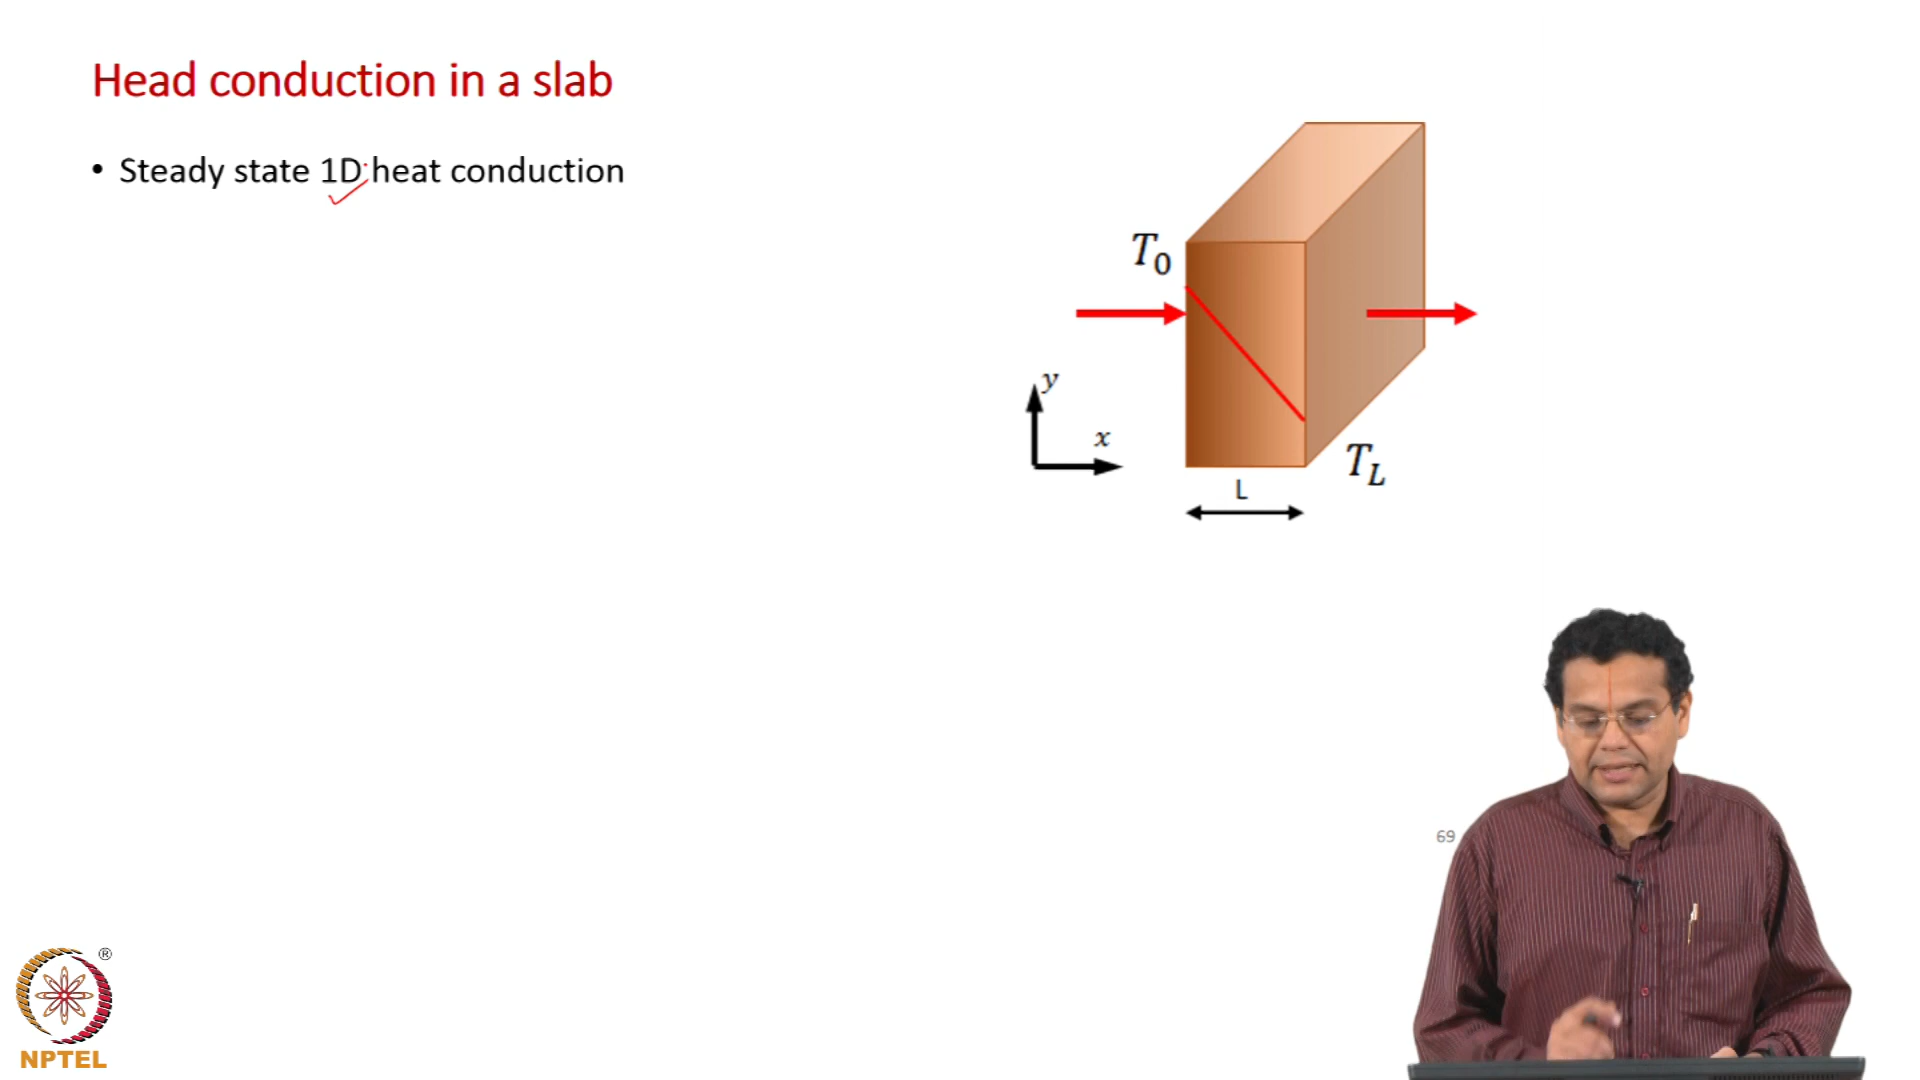 Head conduction in a slab
• Steady state 1D heat conduction
T₀
y
x
T_L
L
69
®
NPTEL